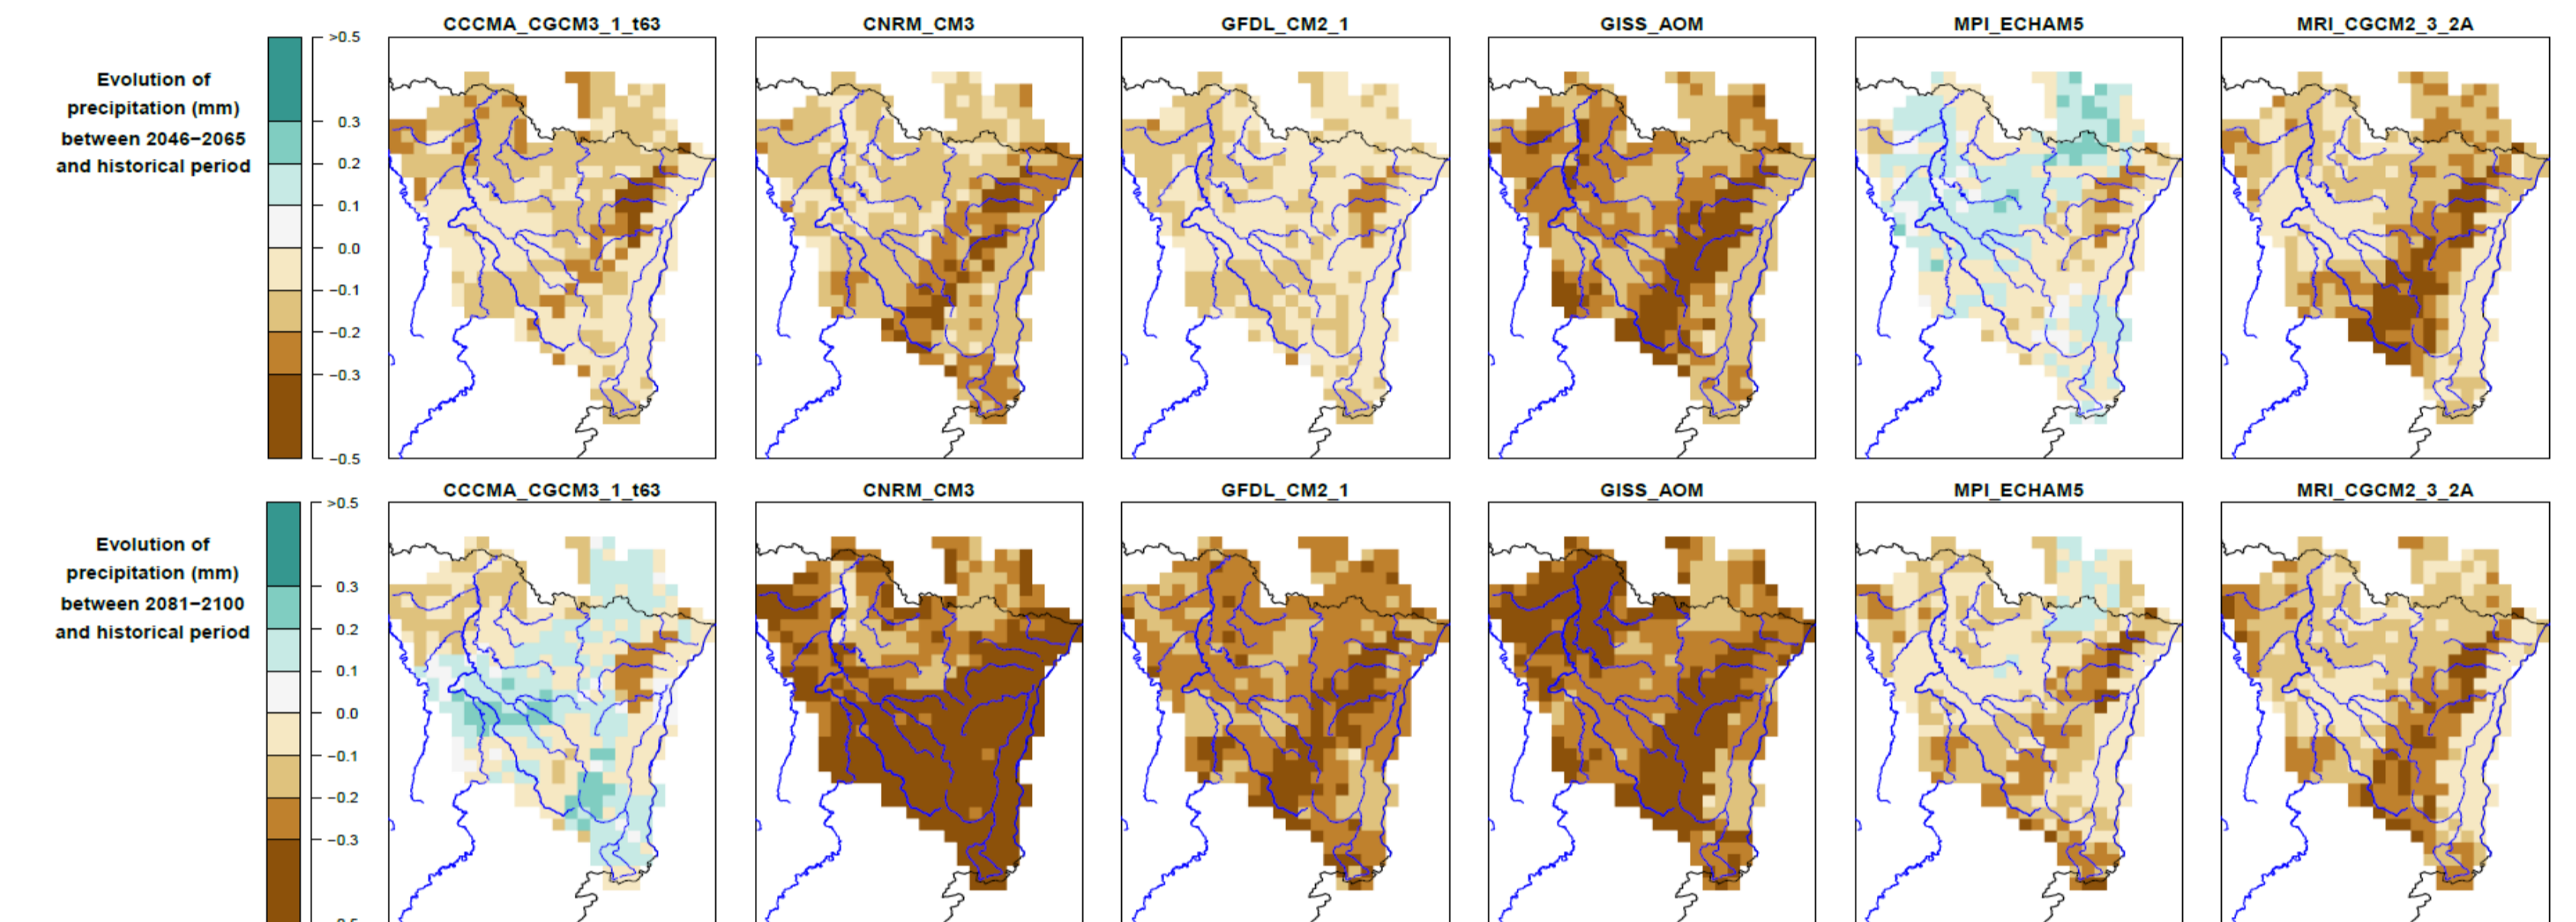 CCCMA_CGCM3_1_t63
CNRM_CM3
GFDL_CM2_1
GISS_AOM
MPI_ECHAM5
MRI_CGCM2_3_2A
Evolution of
precipitation (mm)
between 2046−2065
and historical period
>0.5
0.3
0.2
0.1
0.0
−0.1
−0.2
−0.3
−0.5
CCCMA_CGCM3_1_t63
CNRM_CM3
GFDL_CM2_1
GISS_AOM
MPI_ECHAM5
MRI_CGCM2_3_2A
Evolution of
precipitation (mm)
between 2081−2100
and historical period
>0.5
0.3
0.2
0.1
0.0
−0.1
−0.2
−0.3